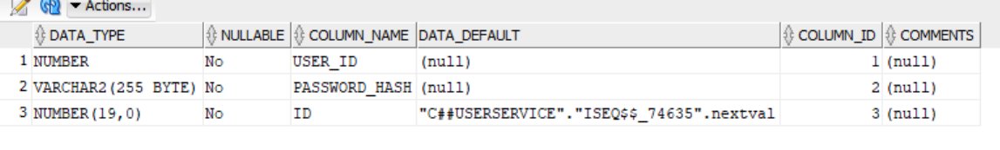 Actions...
DATA_TYPE NULLABLE COLUMN_NAME DATA_DEFAULT COLUMN_ID COMMENTS
1 NUMBER No USER_ID (null) 1 (null)
2 VARCHAR2(255 BYTE) No PASSWORD_HASH (null) 2 (null)
3 NUMBER(19,0) No ID "C##USERSERVICE"."ISEQ$$_74635".nextval 3 (null)